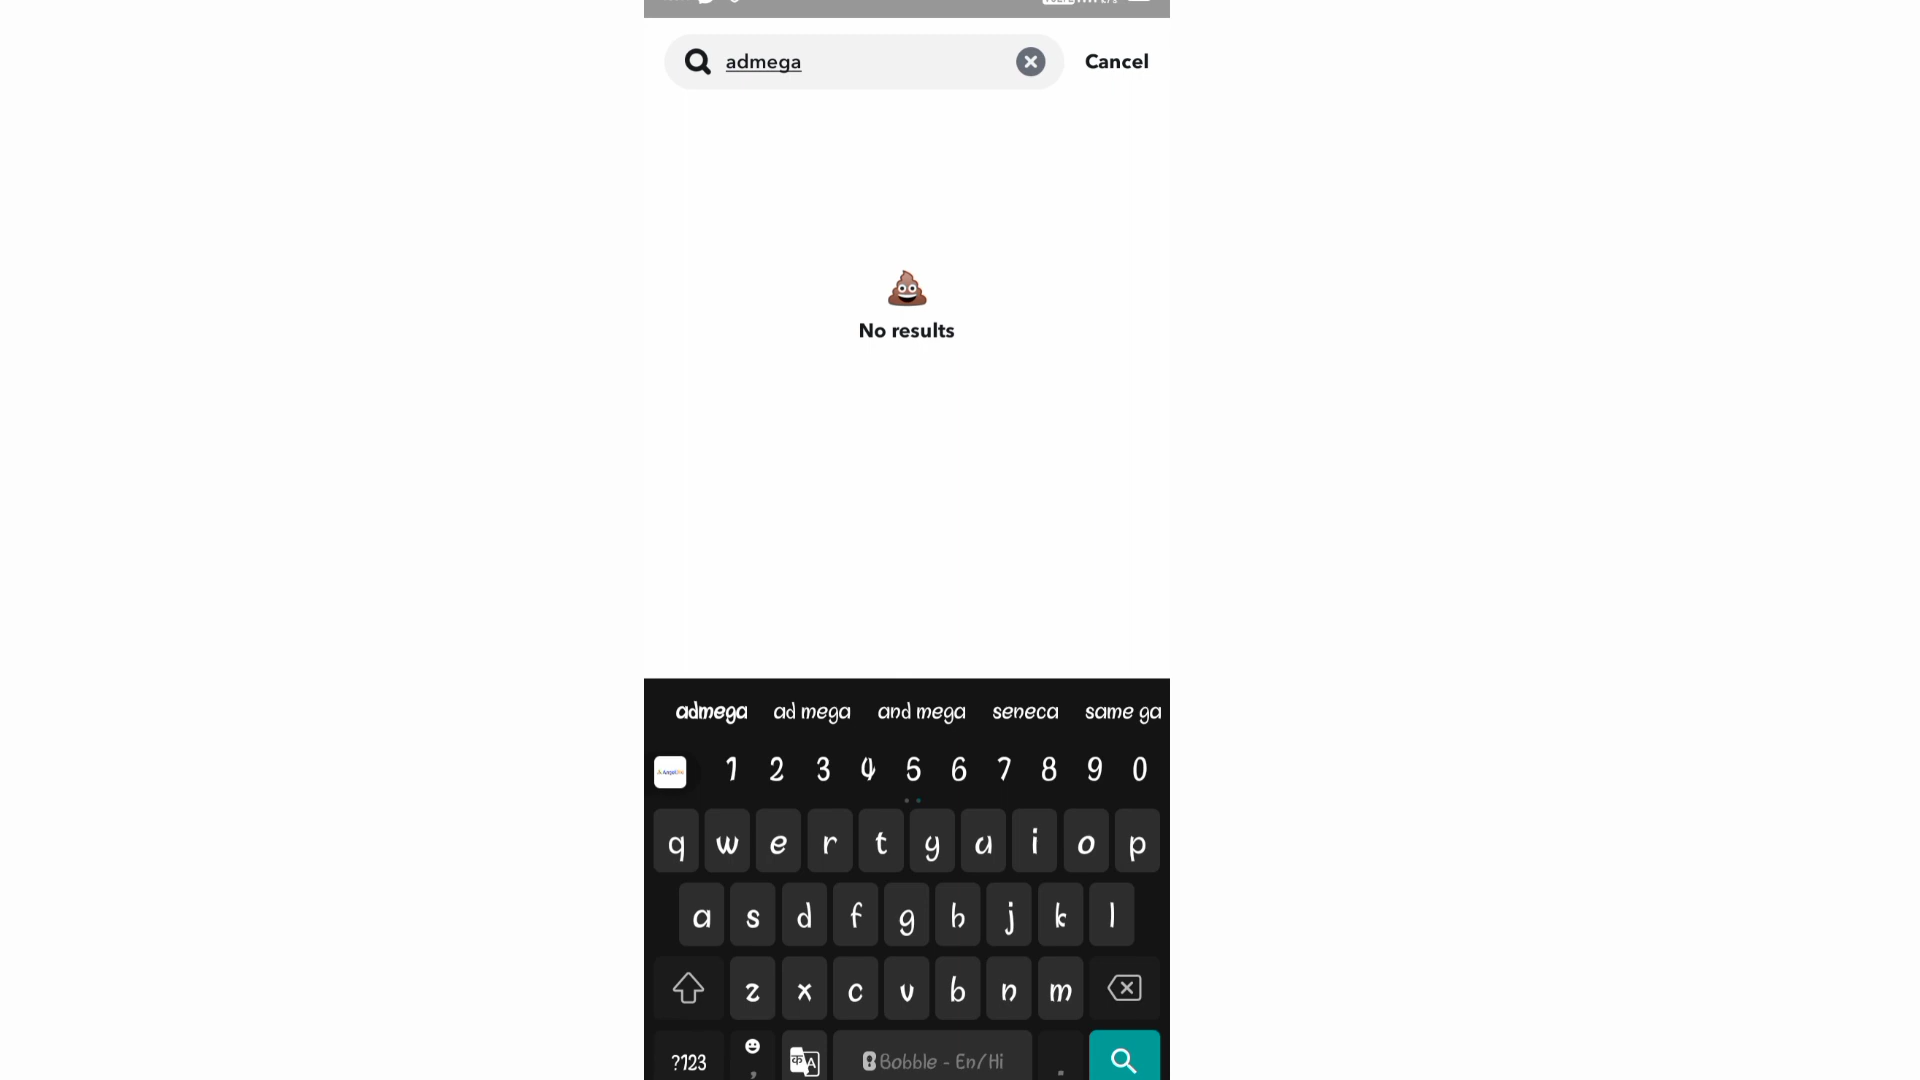 admega
Cancel
No results
admega ad mega and mega seneca same ga
1 2 3 4 5 6 7 8 9 0
q w e r t y u i o p
a s d f g h j k l
z x c v b n m
?123 , कA Bobble - En/Hi .